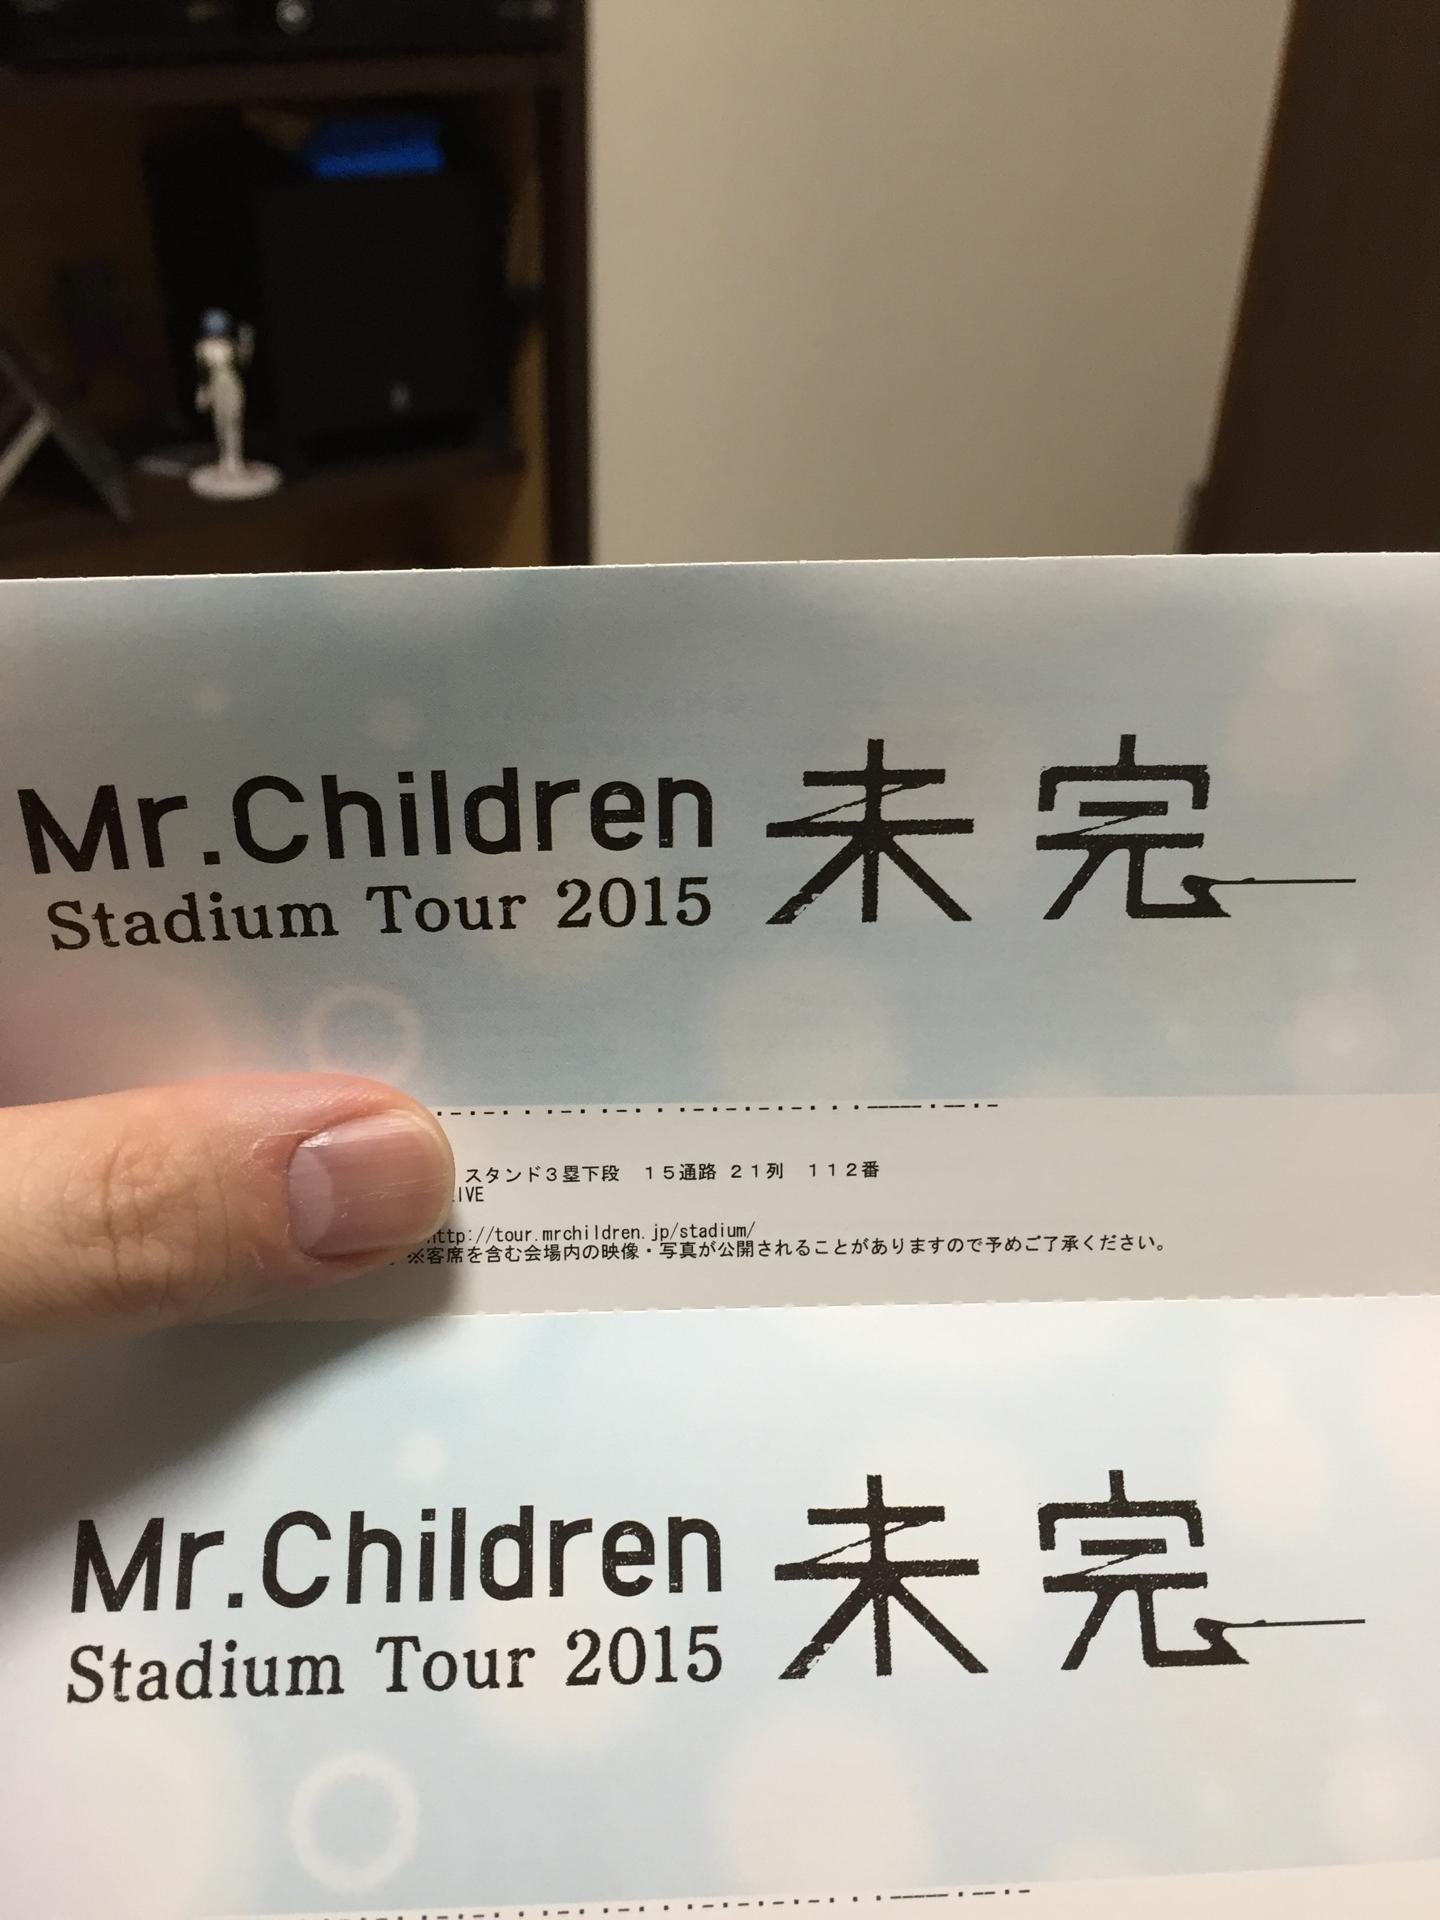 Mr.Children 未完
Stadium Tour 2015
スタンド3塁下段　15通路 21列　112番
LIVE
http://tour.mrchildren.jp/stadium/
※客席を含む会場内の映像・写真が公開されることがありますので予めご了承ください。
Mr.Children 未完
Stadium Tour 2015